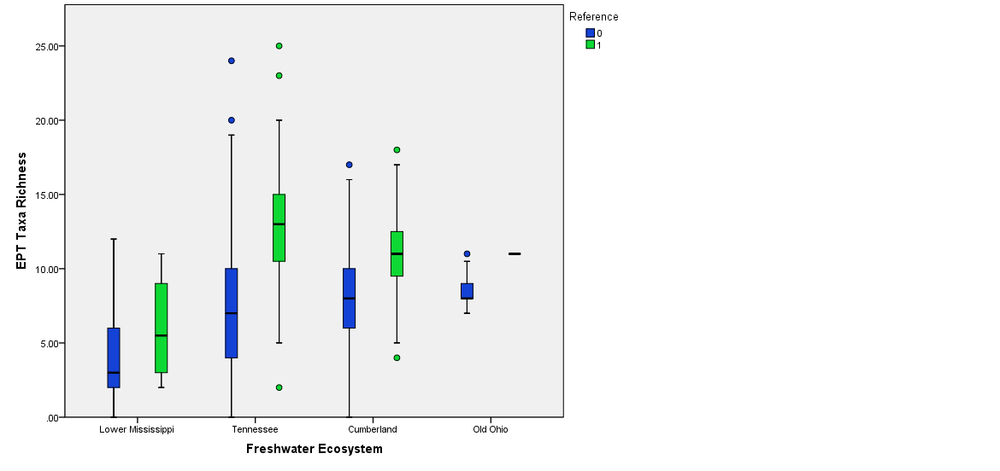 Reference
0
1
25.00
20.00
15.00
10.00
5.00
.00
EPT Taxa Richness
Lower Mississippi
Tennessee
Cumberland
Old Ohio
Freshwater Ecosystem